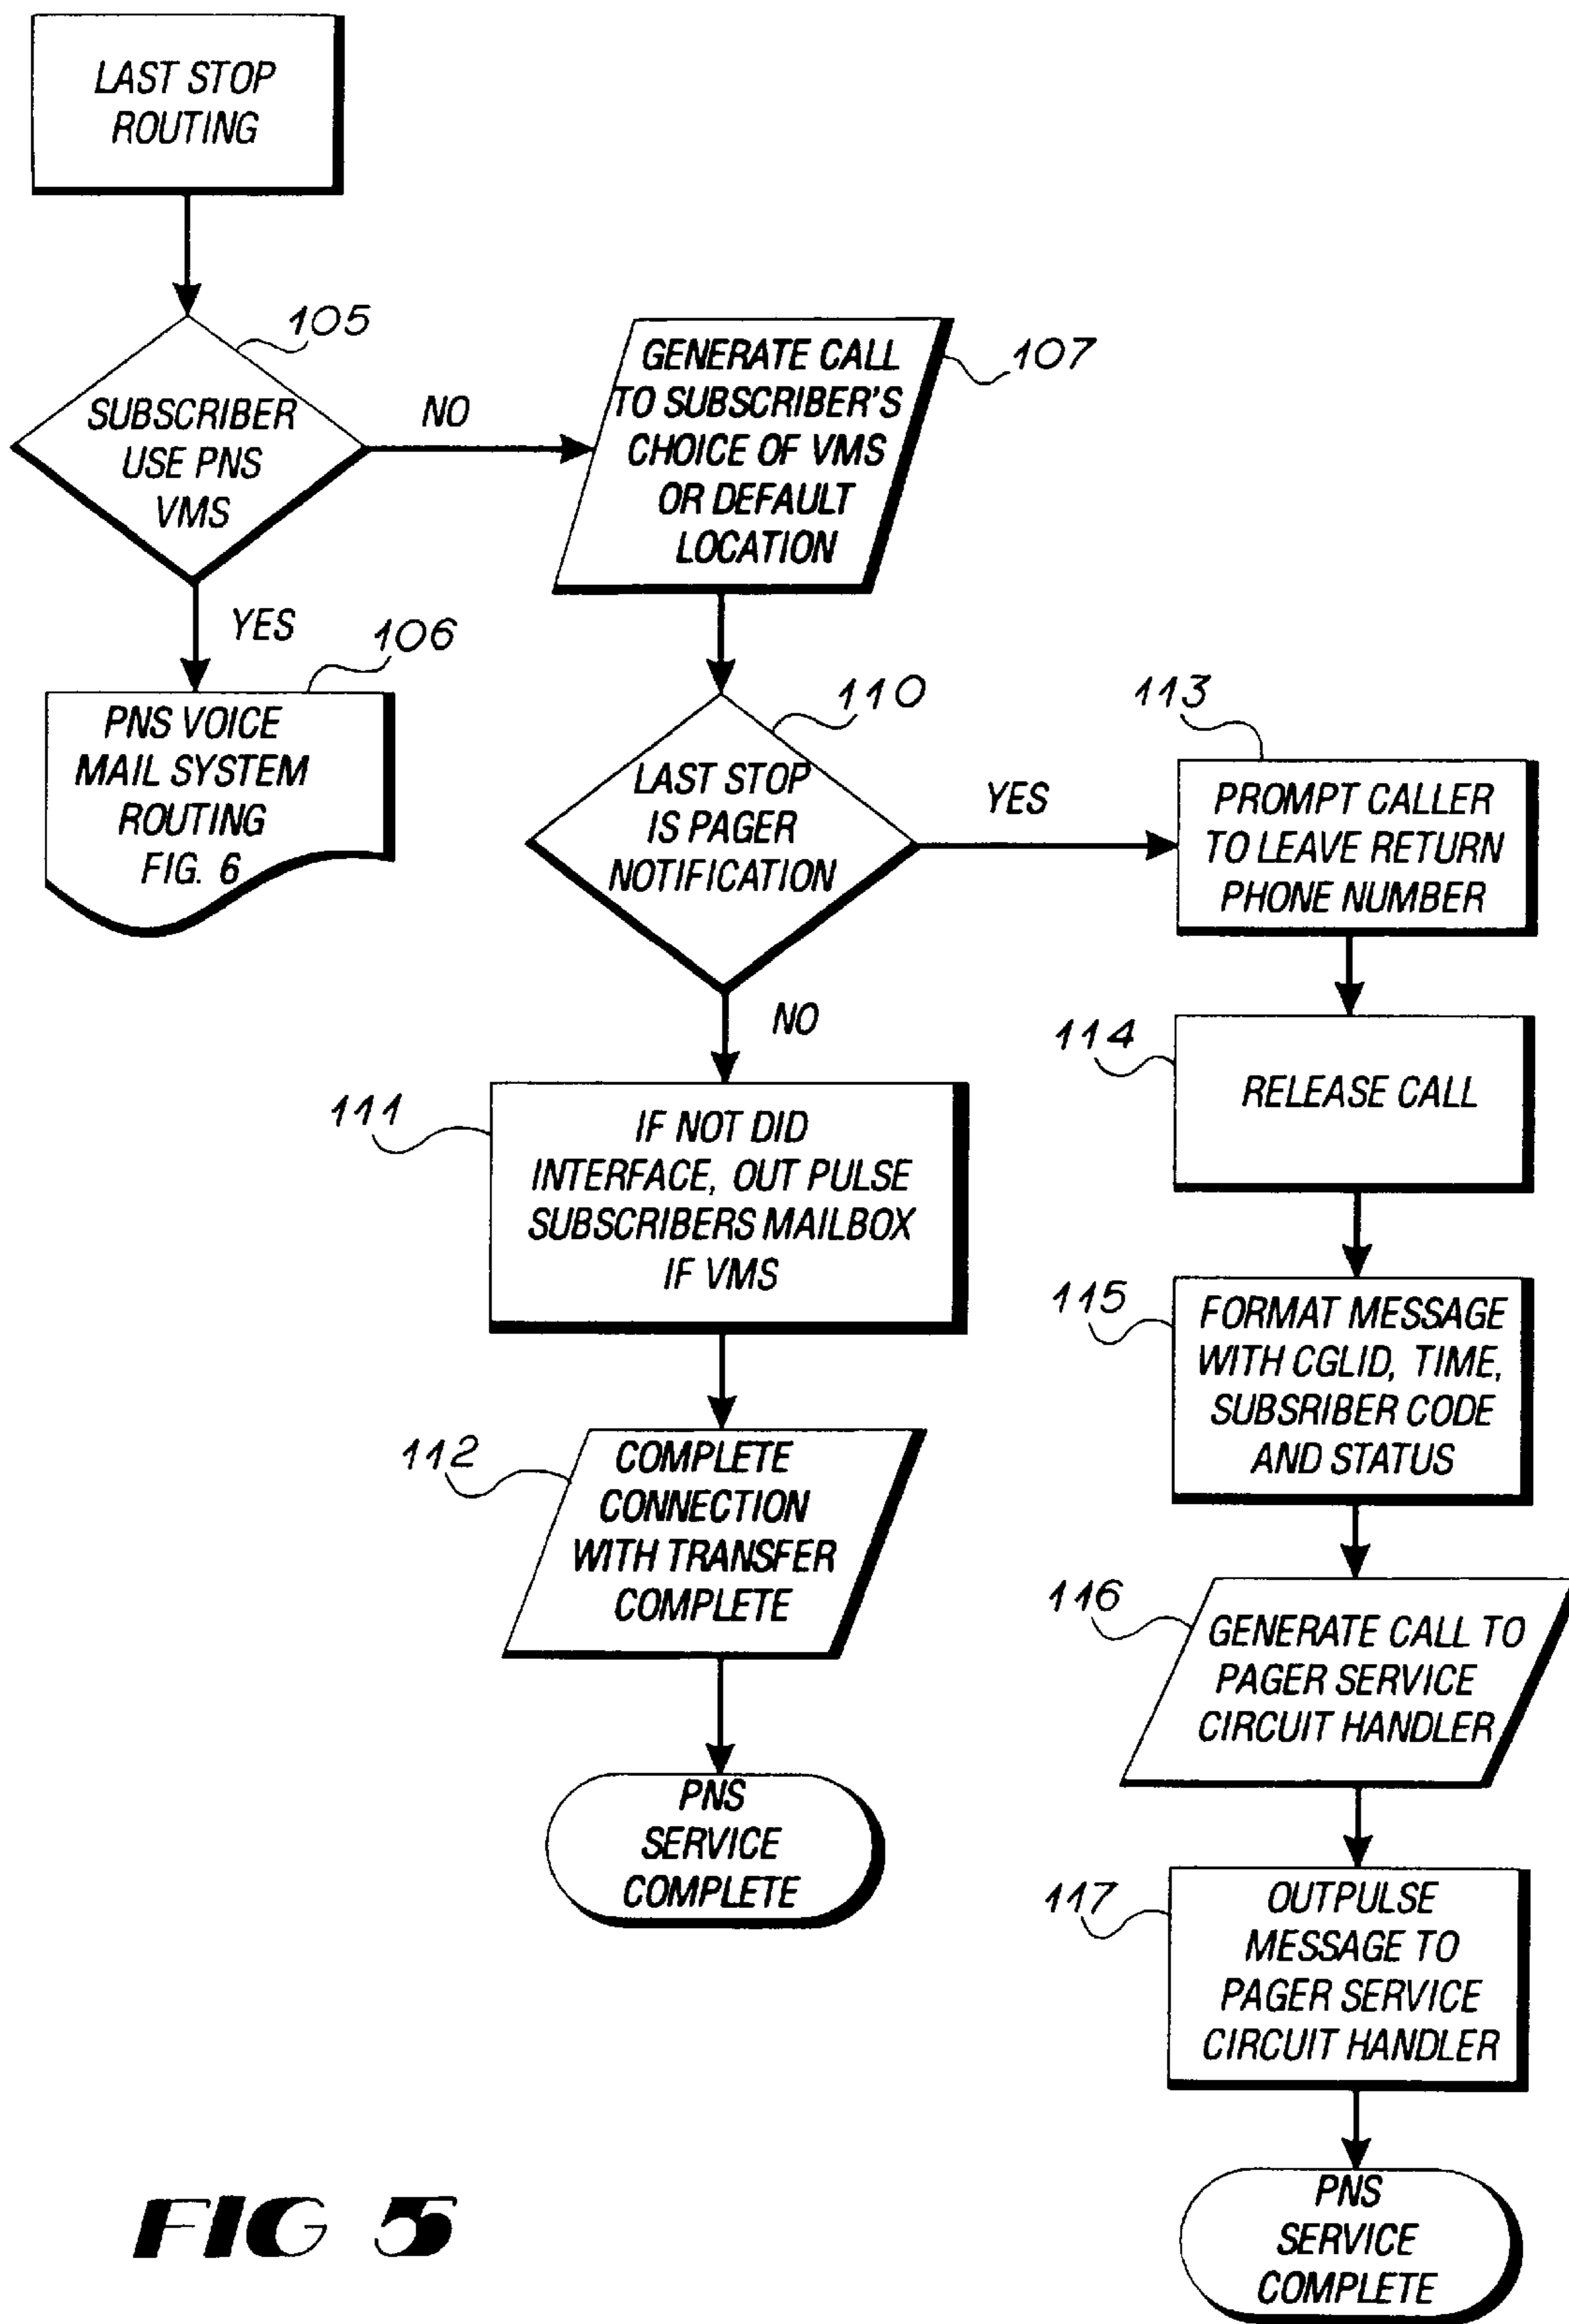 LAST STOP
ROUTING
105
SUBSCRIBER
USE PNS
VMS
NO
YES
106
PNS VOICE
MAIL SYSTEM
ROUTING
FIG. 6
107
GENERATE CALL
TO SUBSCRIBER'S
CHOICE OF VMS
OR DEFAULT
LOCATION
110
LAST STOP
IS PAGER
NOTIFICATION
YES
NO
111
IF NOT DID
INTERFACE, OUT PULSE
SUBSCRIBERS MAILBOX
IF VMS
112
COMPLETE
CONNECTION
WITH TRANSFER
COMPLETE
PNS
SERVICE
COMPLETE
113
PROMPT CALLER
TO LEAVE RETURN
PHONE NUMBER
114
RELEASE CALL
115
FORMAT MESSAGE
WITH CGLID, TIME,
SUBSRIBER CODE
AND STATUS
116
GENERATE CALL TO
PAGER SERVICE
CIRCUIT HANDLER
117
OUTPULSE
MESSAGE TO
PAGER SERVICE
CIRCUIT HANDLER
PNS
SERVICE
COMPLETE
FIG 5